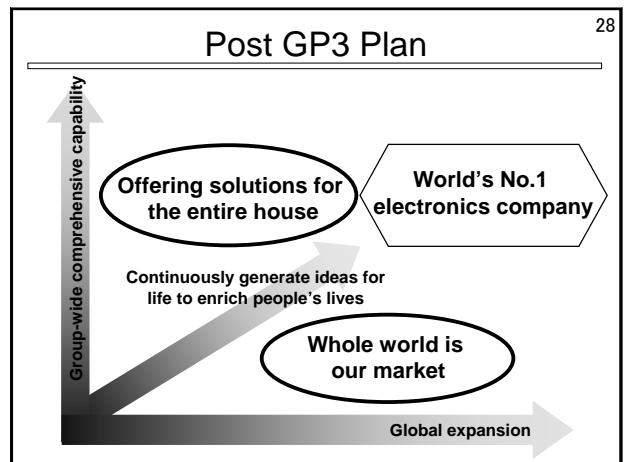 28
Post GP3 Plan
Group-wide comprehensive capability
Offering solutions for
the entire house
World's No.1
electronics company
Continuously generate ideas for
life to enrich people's lives
Whole world is
our market
Global expansion